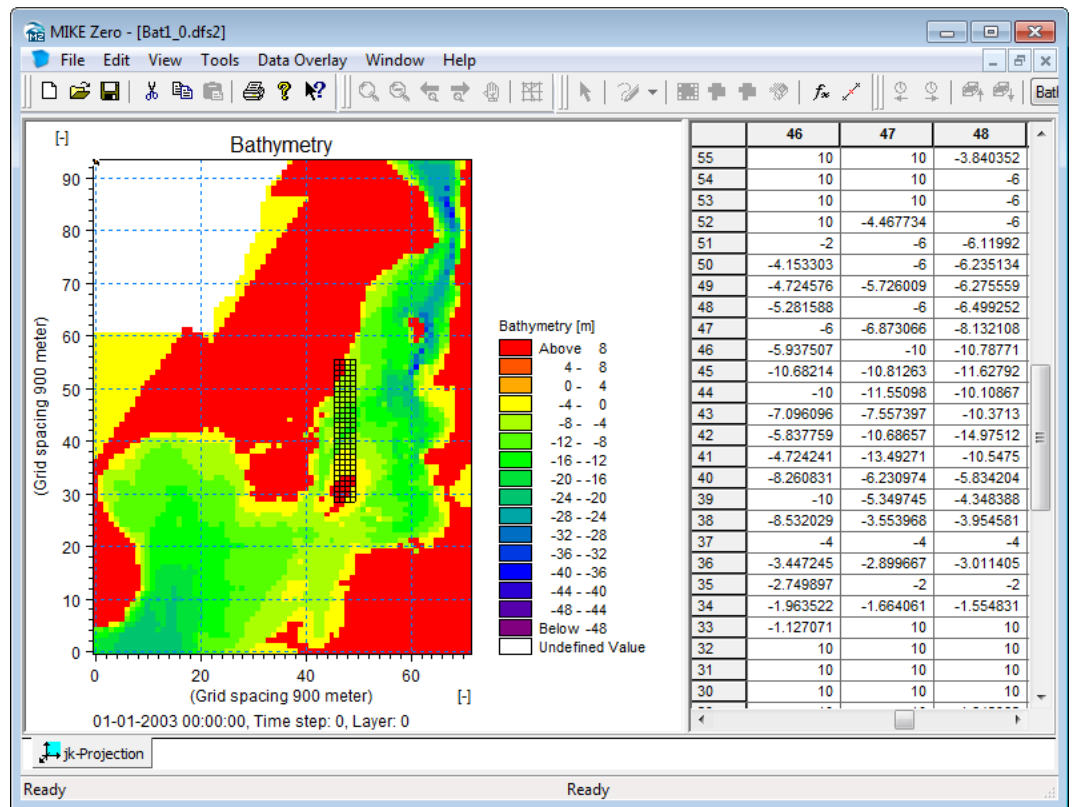 MIKE Zero - [Bat1_0.dfs2]
File Edit View Tools Data Overlay Window Help
Bat
[-]
Bathymetry
90
80
70
60
50
40
30
20
10
0
(Grid spacing 900 meter)
0 20 40 60
(Grid spacing 900 meter) [-]
01-01-2003 00:00:00, Time step: 0, Layer: 0
Bathymetry [m]
Above 8
4 - 8
0 - 4
-4 - 0
-8 - -4
-12 - -8
-16 - -12
-20 - -16
-24 - -20
-28 - -24
-32 - -28
-36 - -32
-40 - -36
-44 - -40
-48 - -44
Below -48
Undefined Value
46 47 48
55 10 10 -3.840352
54 10 10 -6
53 10 10 -6
52 10 -4.467734 -6
51 -2 -6 -6.11992
50 -4.153303 -6 -6.235134
49 -4.724576 -5.726009 -6.275559
48 -5.281588 -6 -6.499252
47 -6 -6.873066 -8.132108
46 -5.937507 -10 -10.78771
45 -10.68214 -10.81263 -11.62792
44 -10 -11.55098 -10.10867
43 -7.096096 -7.557397 -10.3713
42 -5.837759 -10.68657 -14.97512
41 -4.724241 -13.49271 -10.5475
40 -8.260831 -6.230974 -5.834204
39 -10 -5.349745 -4.348388
38 -8.532029 -3.553968 -3.954581
37 -4 -4 -4
36 -3.447245 -2.899667 -3.011405
35 -2.749897 -2 -2
34 -1.963522 -1.664061 -1.554831
33 -1.127071 10 10
32 10 10 10
31 10 10 10
30 10 10 10
jk-Projection
Ready Ready